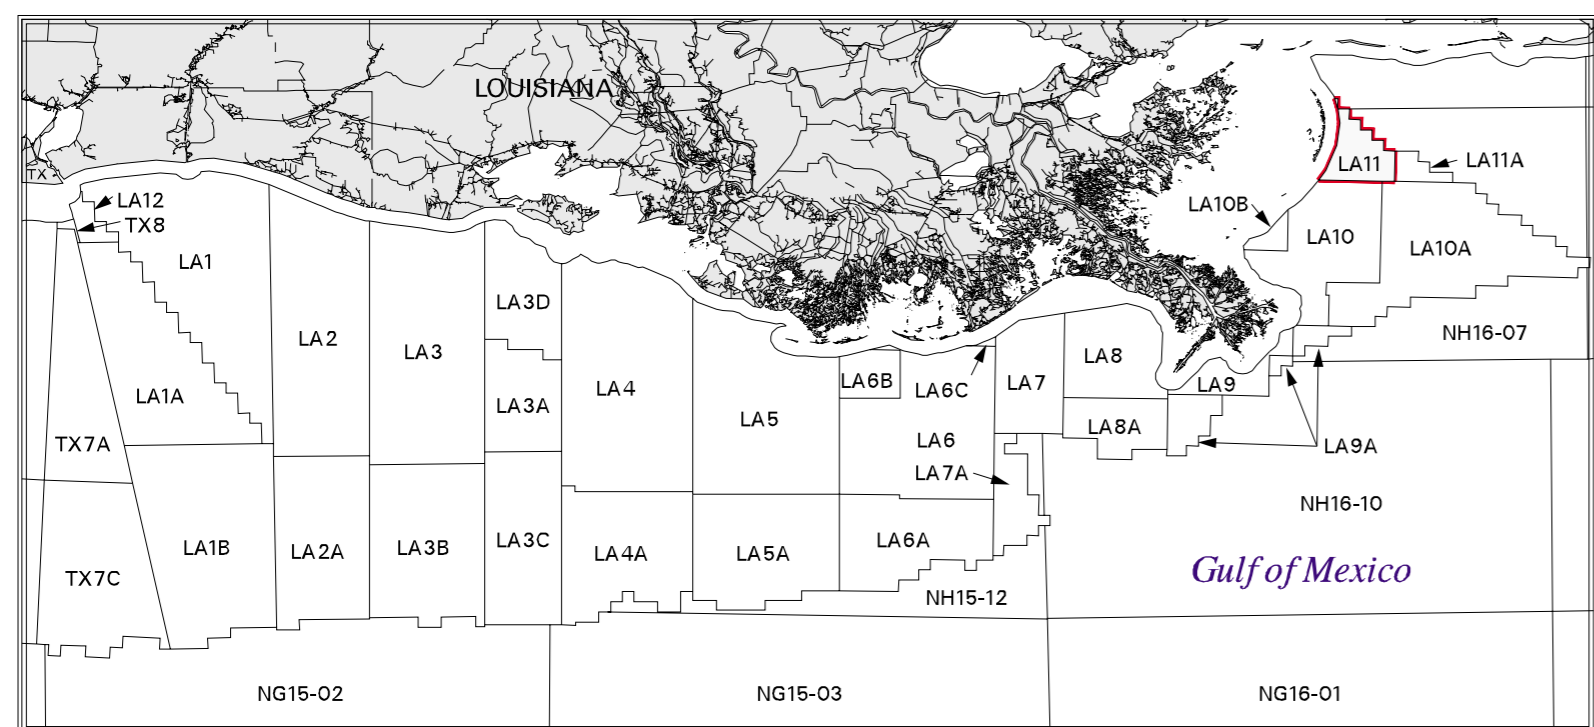 LOUISIANA
TX
LA12
TX8
LA1
LA1A
TX7A
TX7C
LA1B
LA2
LA2A
LA3
LA3B
LA3D
LA3A
LA3C
LA4
LA4A
LA5
LA5A
LA6B
LA6C
LA6
LA7A
LA6A
LA7
LA8
LA8A
LA9
LA9A
LA10B
LA10
LA10A
LA11
LA11A
NH16-07
NH16-10
Gulf of Mexico
NH15-12
NG15-02
NG15-03
NG16-01